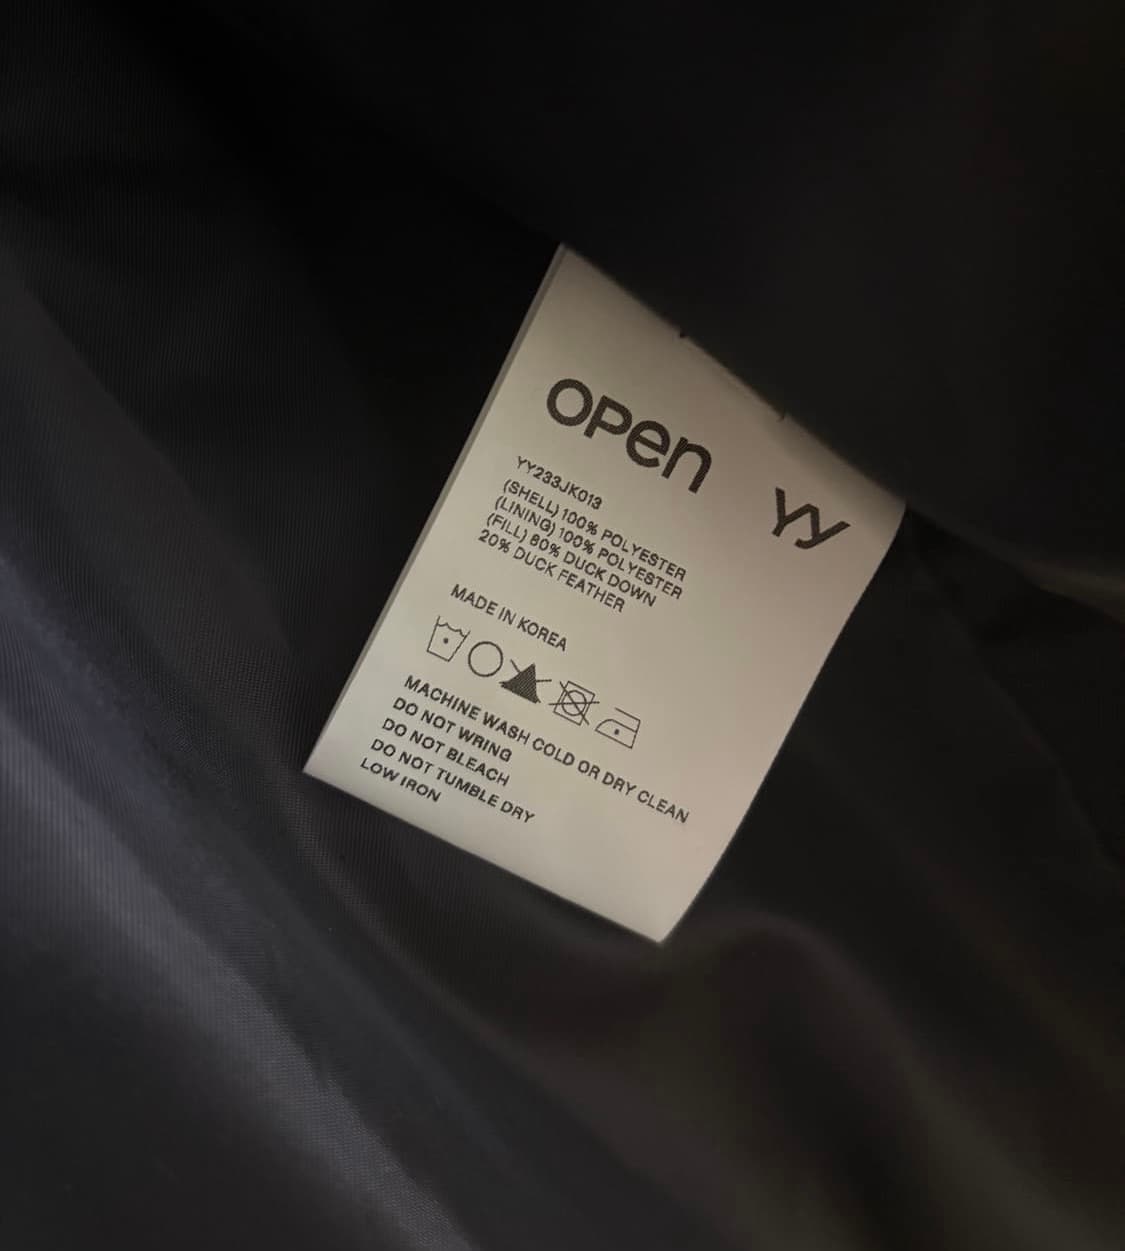 OPen YY
YY233JK013
(SHELL) 100% POLYESTER
(LINING) 100% POLYESTER
(FILL) 80% DUCK DOWN
20% DUCK FEATHER
MADE IN KOREA
MACHINE WASH COLD OR DRY CLEAN
DO NOT WRING
DO NOT BLEACH
DO NOT TUMBLE DRY
LOW IRON